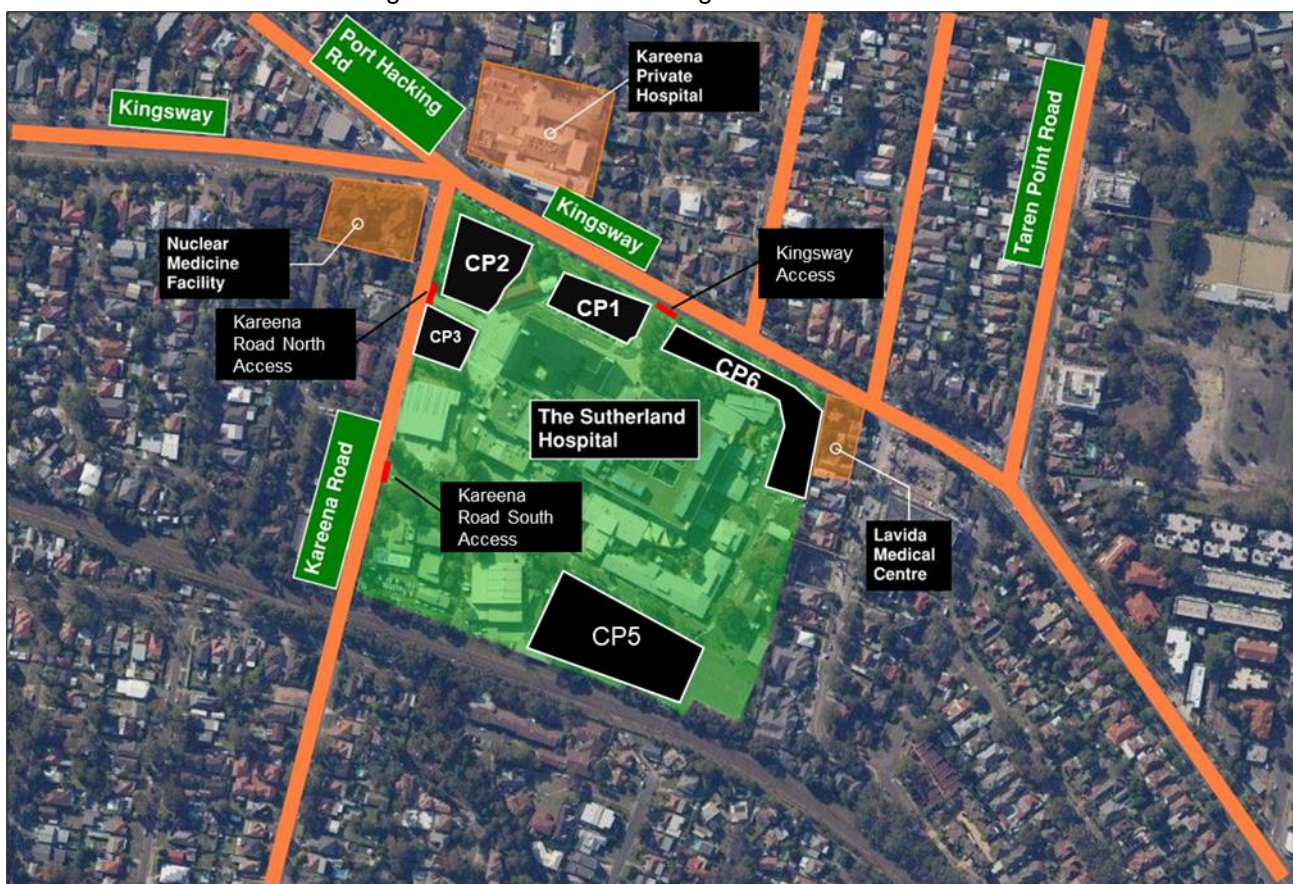 Port Hacking
Rd
Kingsway
Kareena
Private
Hospital
Taren Point Road
Kingsway
Nuclear
Medicine
Facility
CP2
Kingsway
Access
CP1
Kareena
Road North
Access
CP3
CP6
The Sutherland
Hospital
Kareena Road
Kareena
Road South
Access
Lavida
Medical
Centre
CP5